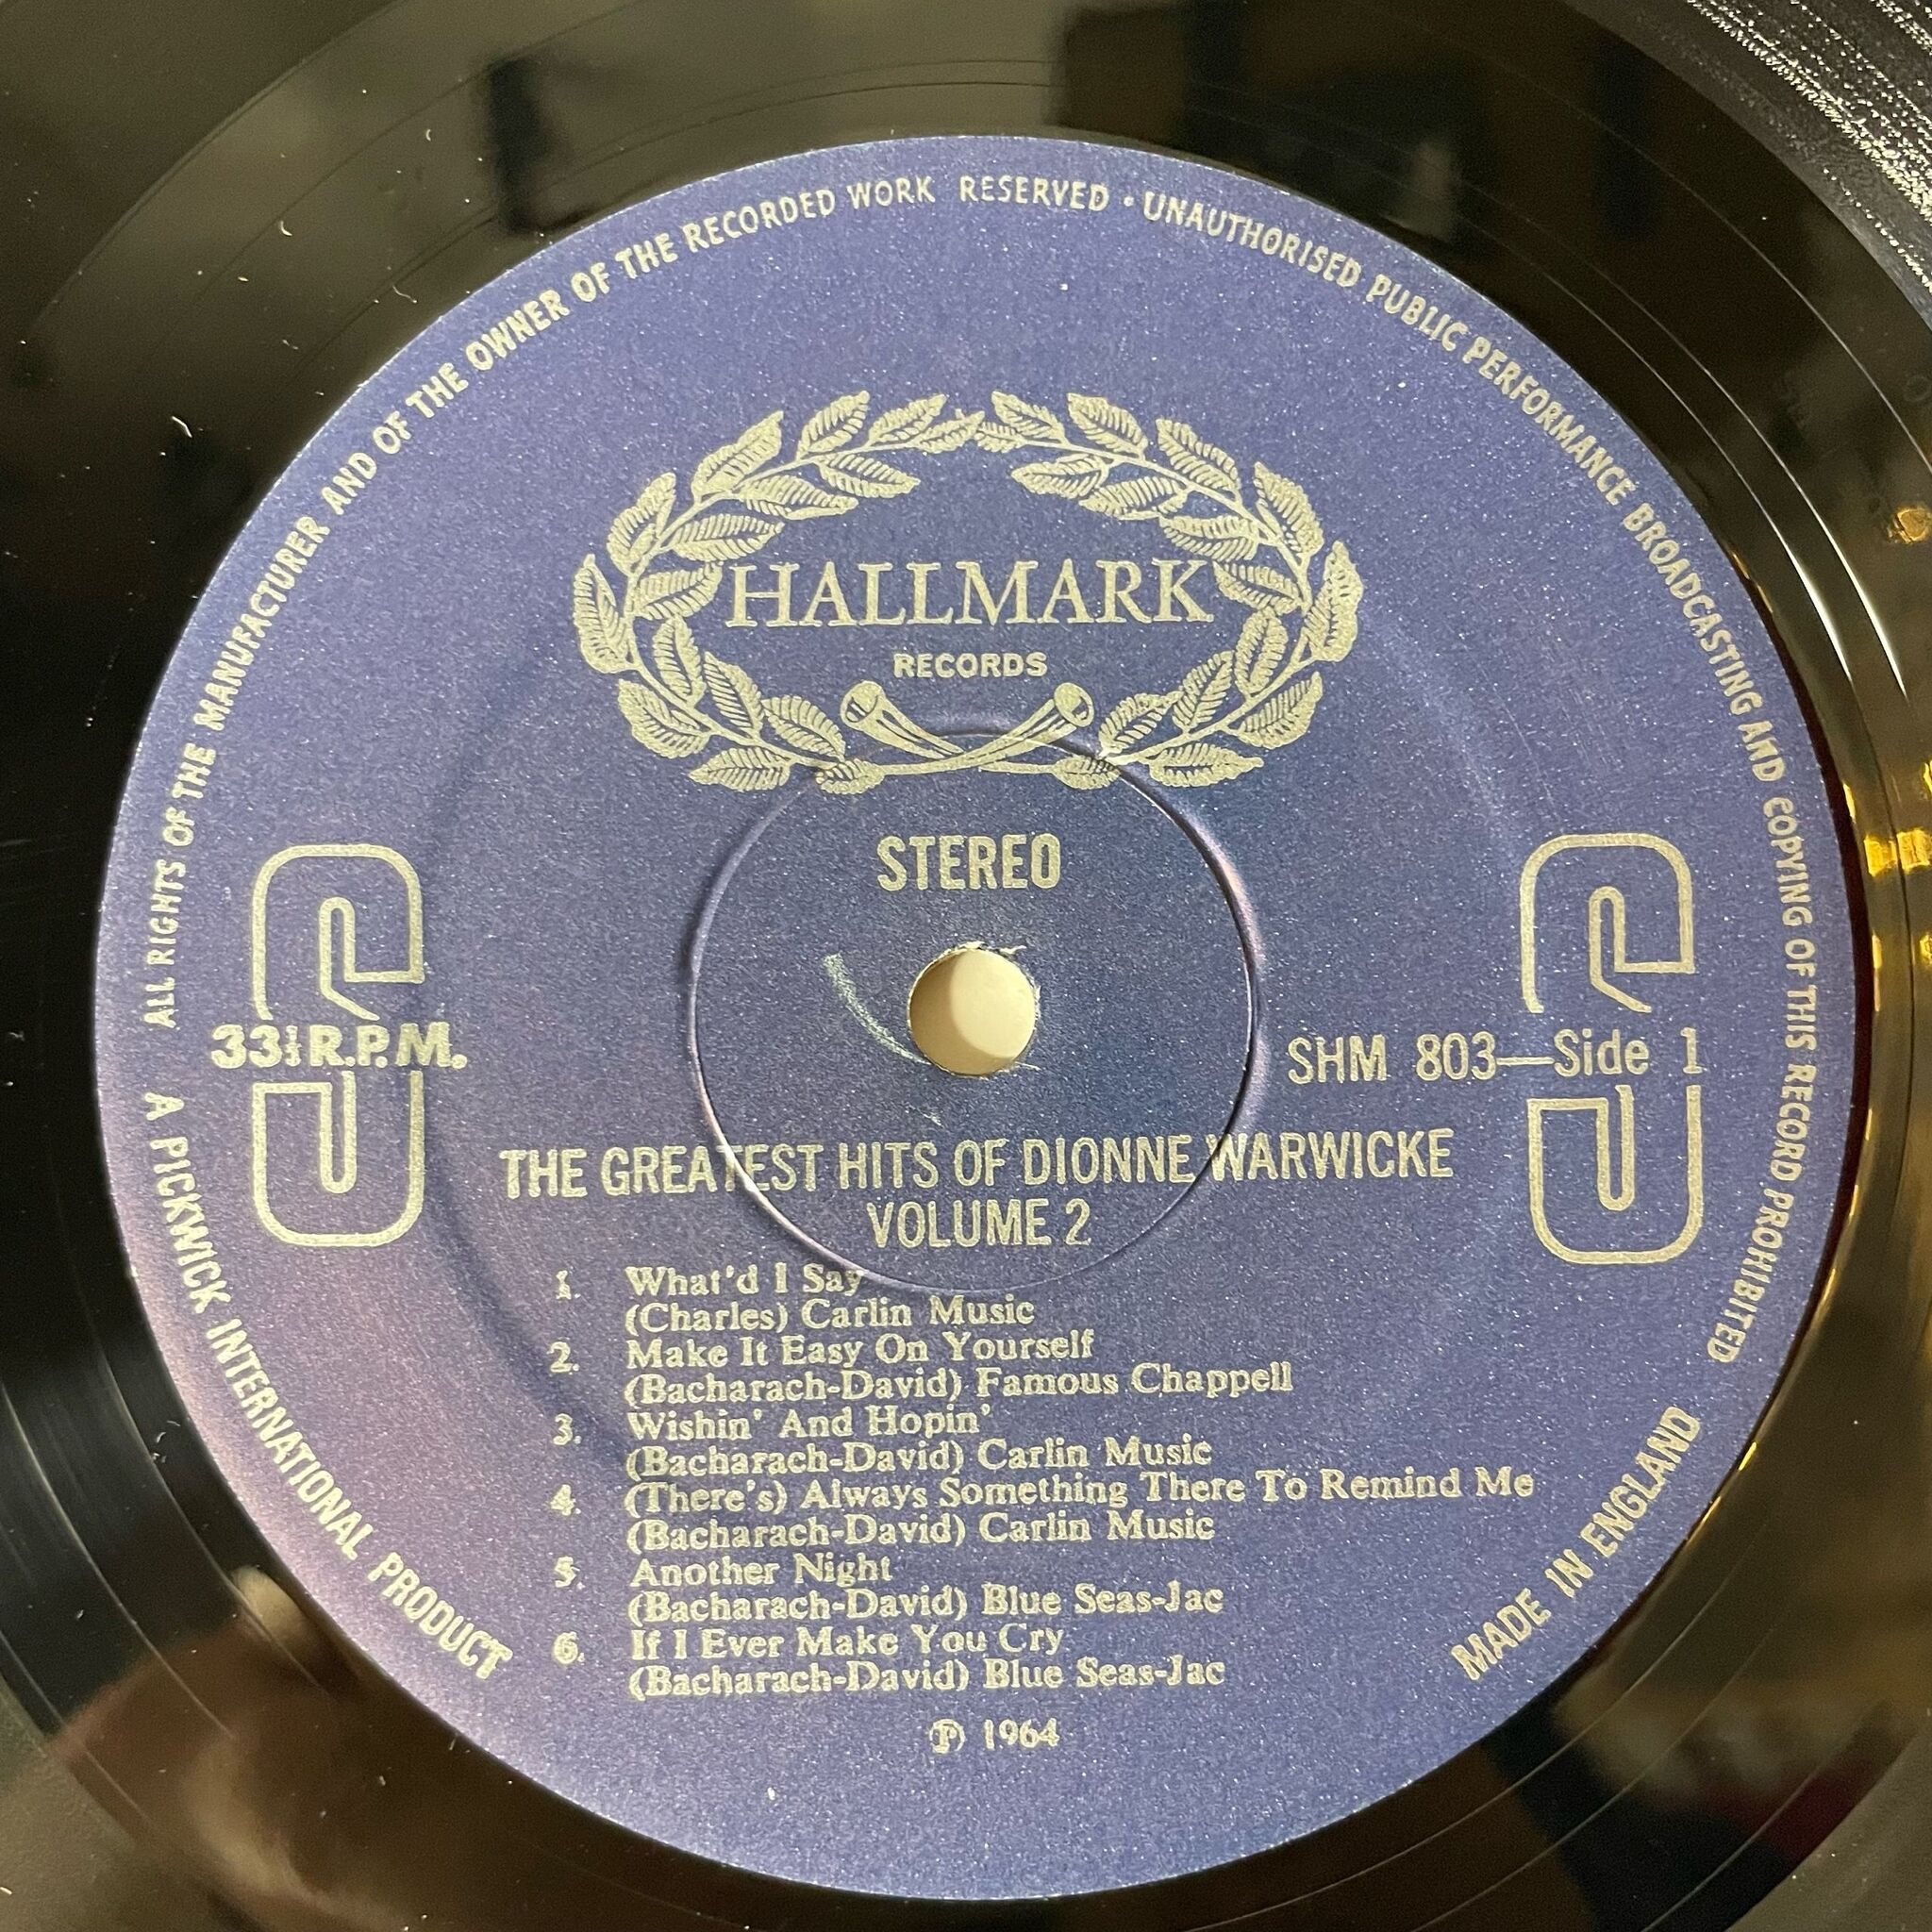 ALL RIGHTS OF THE MANUFACTURER AND OF THE OWNER OF THE RECORDED WORK RESERVED · UNAUTHORISED PUBLIC PERFORMANCE BROADCASTING AND COPYING OF THIS RECORD PROHIBITED
HALLMARK
RECORDS
STEREO
S
33⅓ R.P.M.
S
SHM 803—Side 1
THE GREATEST HITS OF DIONNE WARWICKE
VOLUME 2
1. What'd I Say
(Charles) Carlin Music
2. Make It Easy On Yourself
(Bacharach-David) Famous Chappell
3. Wishin' And Hopin'
(Bacharach-David) Carlin Music
4. (There's) Always Something There To Remind Me
(Bacharach-David) Carlin Music
5. Another Night
(Bacharach-David) Blue Seas-Jac
6. If I Ever Make You Cry
(Bacharach-David) Blue Seas-Jac
℗ 1964
A PICKWICK INTERNATIONAL PRODUCT
MADE IN ENGLAND